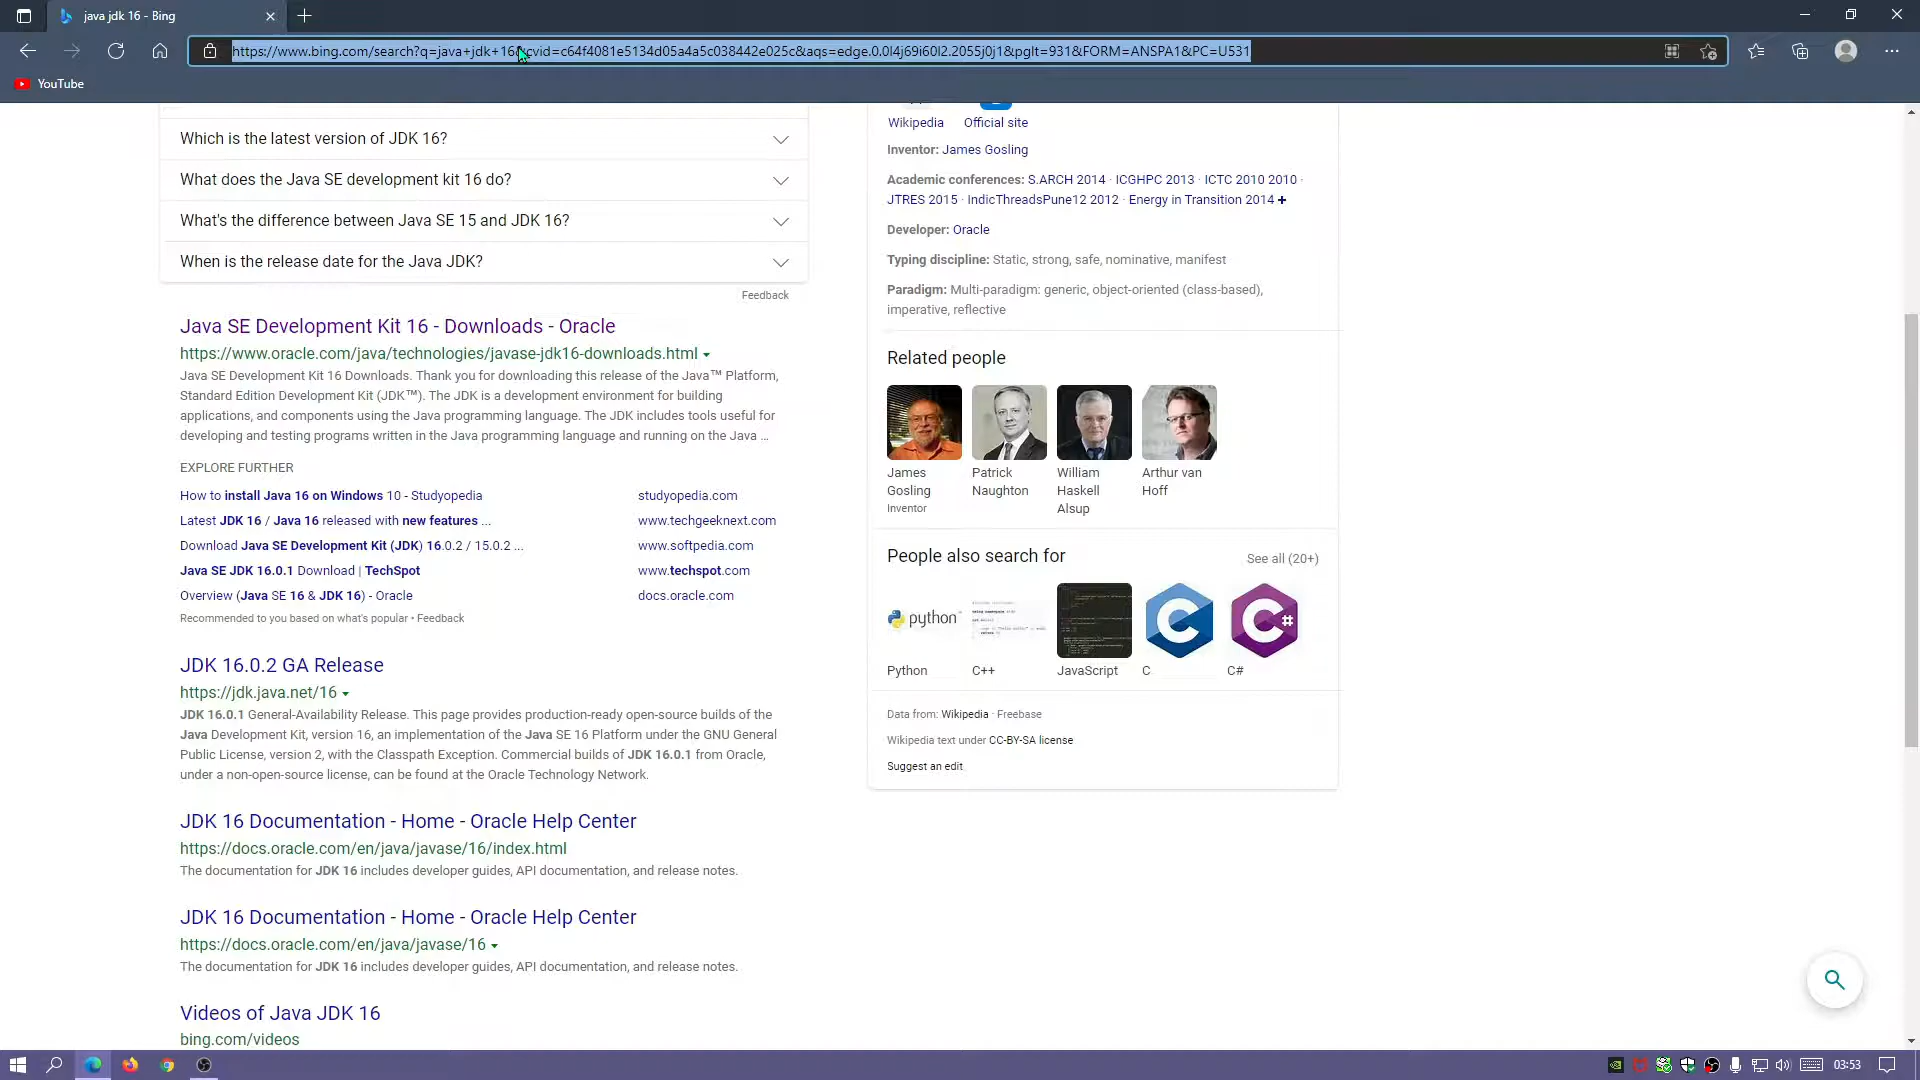 java jdk 16 - Bing
https://www.bing.com/search?q=java+jdk+16&cvid=c64f4081e5134d05a4a5c038442e025c&aqs=edge.0.0l4j69i60l2.2055j0j1&pglt=931&FORM=ANSPA1&PC=U531
YouTube
Which is the latest version of JDK 16?
What does the Java SE development kit 16 do?
What's the difference between Java SE 15 and JDK 16?
When is the release date for the Java JDK?
Feedback
Java SE Development Kit 16 - Downloads - Oracle
https://www.oracle.com/java/technologies/javase-jdk16-downloads.html
Java SE Development Kit 16 Downloads. Thank you for downloading this release of the Java™ Platform,
Standard Edition Development Kit (JDK™). The JDK is a development environment for building
applications, and components using the Java programming language. The JDK includes tools useful for
developing and testing programs written in the Java programming language and running on the Java ...
EXPLORE FURTHER
How to install Java 16 on Windows 10 - Studyopedia studyopedia.com
Latest JDK 16 / Java 16 released with new features ... www.techgeeknext.com
Download Java SE Development Kit (JDK) 16.0.2 / 15.0.2 ... www.softpedia.com
Java SE JDK 16.0.1 Download | TechSpot www.techspot.com
Overview (Java SE 16 & JDK 16) - Oracle docs.oracle.com
Recommended to you based on what's popular • Feedback
JDK 16.0.2 GA Release
https://jdk.java.net/16
JDK 16.0.1 General-Availability Release. This page provides production-ready open-source builds of the
Java Development Kit, version 16, an implementation of the Java SE 16 Platform under the GNU General
Public License, version 2, with the Classpath Exception. Commercial builds of JDK 16.0.1 from Oracle,
under a non-open-source license, can be found at the Oracle Technology Network.
JDK 16 Documentation - Home - Oracle Help Center
https://docs.oracle.com/en/java/javase/16/index.html
The documentation for JDK 16 includes developer guides, API documentation, and release notes.
JDK 16 Documentation - Home - Oracle Help Center
https://docs.oracle.com/en/java/javase/16
The documentation for JDK 16 includes developer guides, API documentation, and release notes.
Videos of Java JDK 16
bing.com/videos
Wikipedia Official site
Inventor: James Gosling
Academic conferences: S.ARCH 2014 · ICGHPC 2013 · ICTC 2010 2010 ·
JTRES 2015 · IndicThreadsPune12 2012 · Energy in Transition 2014 +
Developer: Oracle
Typing discipline: Static, strong, safe, nominative, manifest
Paradigm: Multi-paradigm: generic, object-oriented (class-based),
imperative, reflective
Related people
James Patrick William Arthur van
Gosling Naughton Haskell Hoff
Inventor Alsup
People also search for See all (20+)
python
Python C++ JavaScript C C#
Data from: Wikipedia · Freebase
Wikipedia text under CC-BY-SA license
Suggest an edit
03:53